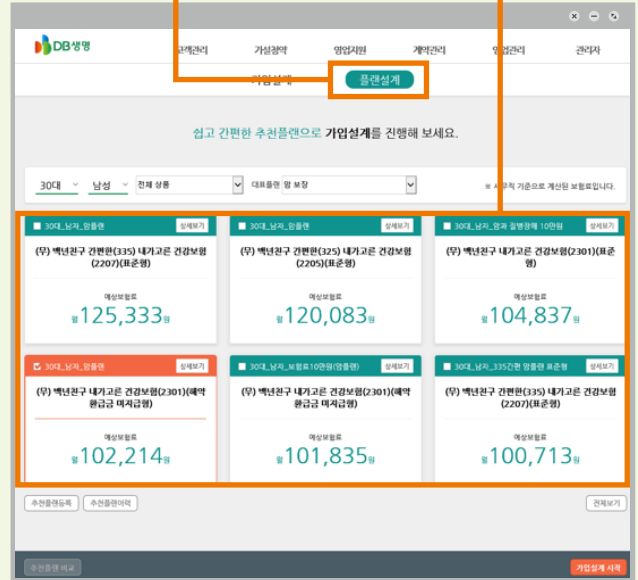 DB생명
고객관리 가설청약 영업지원 계약관리 영업관리 관리자
가입설계 플랜설계
쉽고 간편한 추천플랜으로 가입설계를 진행해 보세요.
30대 남성 전체 상품 대표플랜 암 보장 ※ 사무적 기준으로 계산된 보험료입니다.
30대_남자_암플랜 상세보기
(무) 백년친구 간편한(335) 내가고른 건강보험
(2207)(표준형)
예상보험료
월 125,333원
30대_남자_암플랜 상세보기
(무) 백년친구 간편한(325) 내가고른 건강보험
(2205)(표준형)
예상보험료
월 120,083원
30대_남자_암과 질병장해 10만원 상세보기
(무) 백년친구 내가고른 건강보험(2301)(표준
형)
예상보험료
월 104,837원
30대_남자_암플랜 상세보기
(무) 백년친구 내가고른 건강보험(2301)(해약
환급금 미지급형)
예상보험료
월 102,214원
30대_남자_보험료10만원(암플랜) 상세보기
(무) 백년친구 내가고른 건강보험(2301)(해약
환급금 미지급형)
예상보험료
월 101,835원
30대_남자_335간편 암플랜 표준형 상세보기
(무) 백년친구 간편한(335) 내가고른 건강보험
(2207)(표준형)
예상보험료
월 100,713원
추천플랜등록 추천플랜이력 전체보기
추천플랜 비교 가입설계 시작